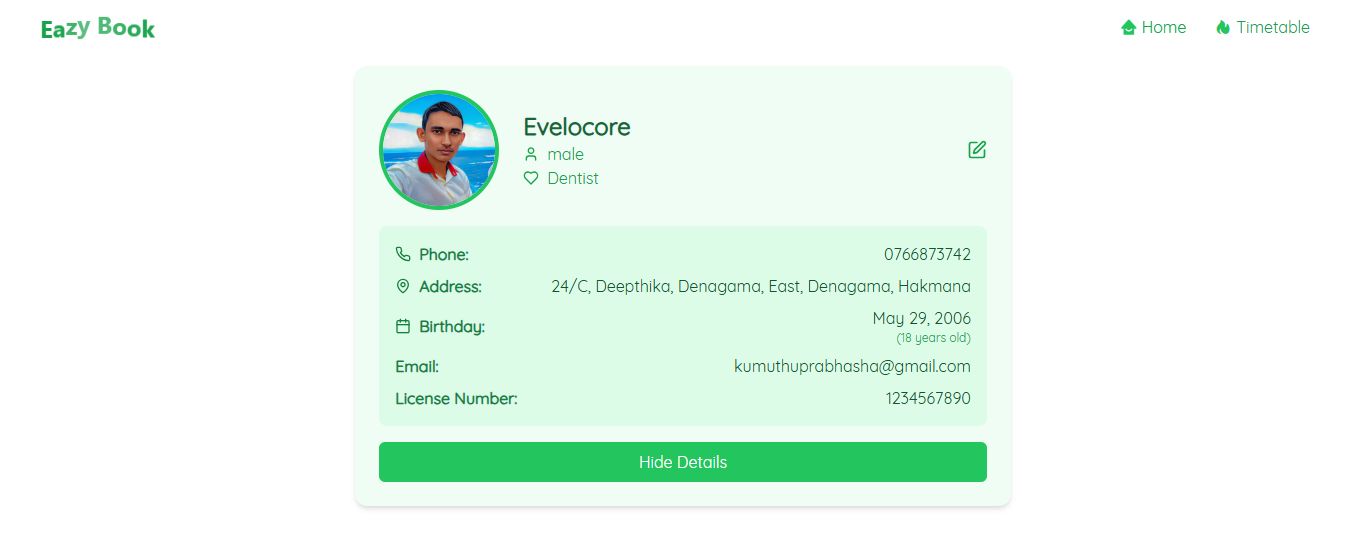 Eazy Book
Home
Timetable
Evelocore
male
Dentist
Phone: 0766873742
Address: 24/C, Deepthika, Denagama, East, Denagama, Hakmana
Birthday: May 29, 2006
(18 years old)
Email: kumuthuprabhasha@gmail.com
License Number: 1234567890
Hide Details